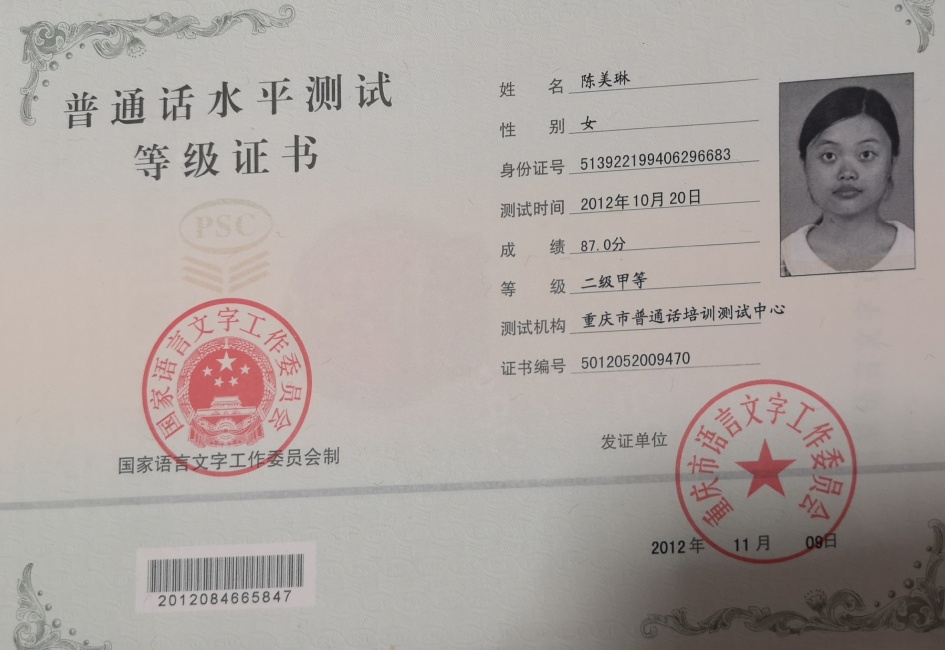 普通话水平测试
等级证书
PSC
国家语言文字工作委员会
国家语言文字工作委员会制
2012084665847
姓 名 陈美琳
性 别 女
身份证号 513922199406296683
测试时间 2012年10月20日
成 绩 87.0分
等 级 二级甲等
测试机构 重庆市普通话培训测试中心
证书编号 5012052009470
发证单位
重庆市语言文字工作委员会
2012年 11月 09日